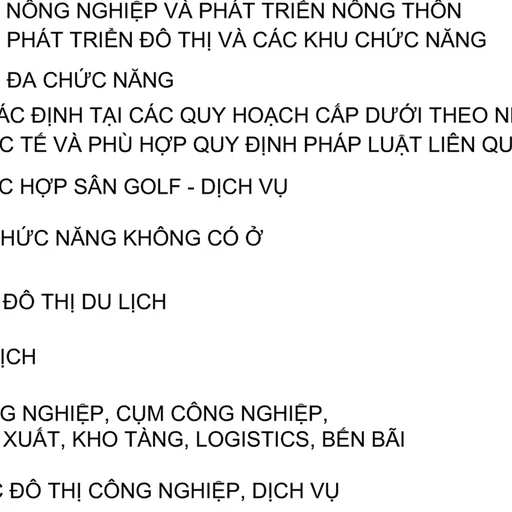 NÔNG NGHIỆP VÀ PHÁT TRIỂN NÔNG THÔN
PHÁT TRIỂN ĐÔ THỊ VÀ CÁC KHU CHỨC NĂNG
ĐA CHỨC NĂNG
ÁC ĐỊNH TẠI CÁC QUY HOẠCH CẤP DƯỚI THEO
TẾ VÀ PHÙ HỢP QUY ĐỊNH PHÁP LUẬT LIÊN
HỢP SÂN GOLF - DỊCH VỤ
HỨC NĂNG KHÔNG CÓ Ở
ĐÔ THỊ DU LỊCH
ỊCH
G NGHIỆP, CỤM CÔNG NGHIỆP,
XUẤT, KHO TÀNG, LOGISTICS, BẾN BÃI
ĐÔ THỊ CÔNG NGHIỆP, DỊCH VỤ